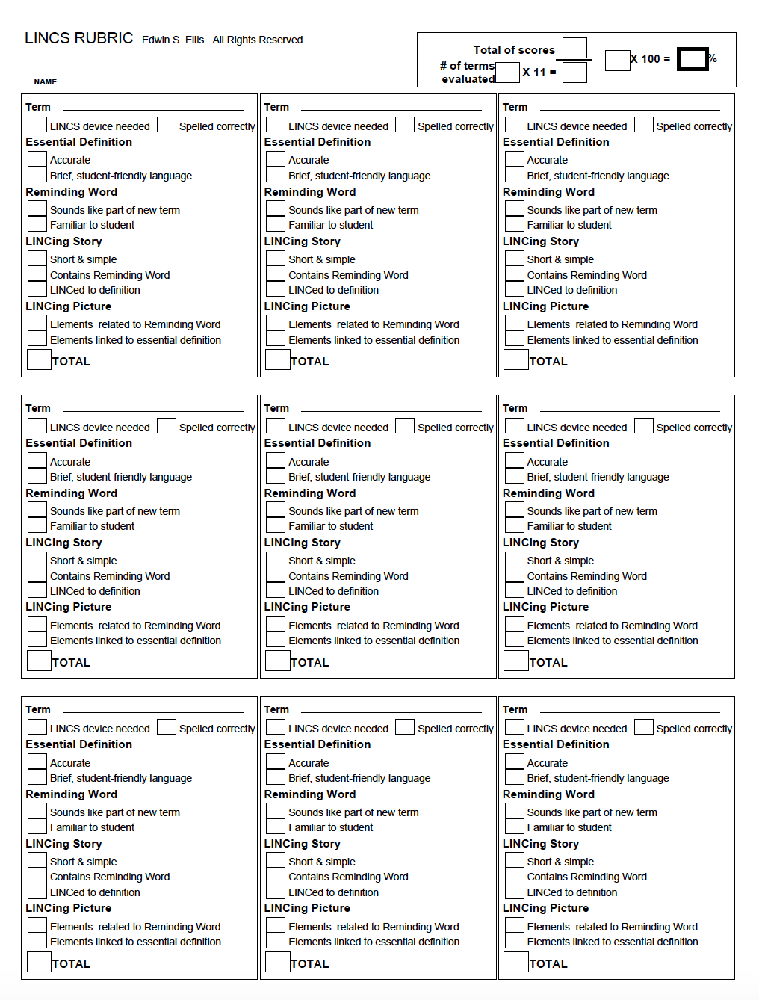 LINCS RUBRIC Edwin S. Ellis All Rights Reserved
Total of scores
# of terms evaluated X 11 =
X 100 = %
NAME
Term
LINCS device needed Spelled correctly
Essential Definition
Accurate
Brief, student-friendly language
Reminding Word
Sounds like part of new term
Familiar to student
LINCing Story
Short & simple
Contains Reminding Word
LINCed to definition
LINCing Picture
Elements related to Reminding Word
Elements linked to essential definition
TOTAL
Term
LINCS device needed Spelled correctly
Essential Definition
Accurate
Brief, student-friendly language
Reminding Word
Sounds like part of new term
Familiar to student
LINCing Story
Short & simple
Contains Reminding Word
LINCed to definition
LINCing Picture
Elements related to Reminding Word
Elements linked to essential definition
TOTAL
Term
LINCS device needed Spelled correctly
Essential Definition
Accurate
Brief, student-friendly language
Reminding Word
Sounds like part of new term
Familiar to student
LINCing Story
Short & simple
Contains Reminding Word
LINCed to definition
LINCing Picture
Elements related to Reminding Word
Elements linked to essential definition
TOTAL
Term
LINCS device needed Spelled correctly
Essential Definition
Accurate
Brief, student-friendly language
Reminding Word
Sounds like part of new term
Familiar to student
LINCing Story
Short & simple
Contains Reminding Word
LINCed to definition
LINCing Picture
Elements related to Reminding Word
Elements linked to essential definition
TOTAL
Term
LINCS device needed Spelled correctly
Essential Definition
Accurate
Brief, student-friendly language
Reminding Word
Sounds like part of new term
Familiar to student
LINCing Story
Short & simple
Contains Reminding Word
LINCed to definition
LINCing Picture
Elements related to Reminding Word
Elements linked to essential definition
TOTAL
Term
LINCS device needed Spelled correctly
Essential Definition
Accurate
Brief, student-friendly language
Reminding Word
Sounds like part of new term
Familiar to student
LINCing Story
Short & simple
Contains Reminding Word
LINCed to definition
LINCing Picture
Elements related to Reminding Word
Elements linked to essential definition
TOTAL
Term
LINCS device needed Spelled correctly
Essential Definition
Accurate
Brief, student-friendly language
Reminding Word
Sounds like part of new term
Familiar to student
LINCing Story
Short & simple
Contains Reminding Word
LINCed to definition
LINCing Picture
Elements related to Reminding Word
Elements linked to essential definition
TOTAL
Term
LINCS device needed Spelled correctly
Essential Definition
Accurate
Brief, student-friendly language
Reminding Word
Sounds like part of new term
Familiar to student
LINCing Story
Short & simple
Contains Reminding Word
LINCed to definition
LINCing Picture
Elements related to Reminding Word
Elements linked to essential definition
TOTAL
Term
LINCS device needed Spelled correctly
Essential Definition
Accurate
Brief, student-friendly language
Reminding Word
Sounds like part of new term
Familiar to student
LINCing Story
Short & simple
Contains Reminding Word
LINCed to definition
LINCing Picture
Elements related to Reminding Word
Elements linked to essential definition
TOTAL